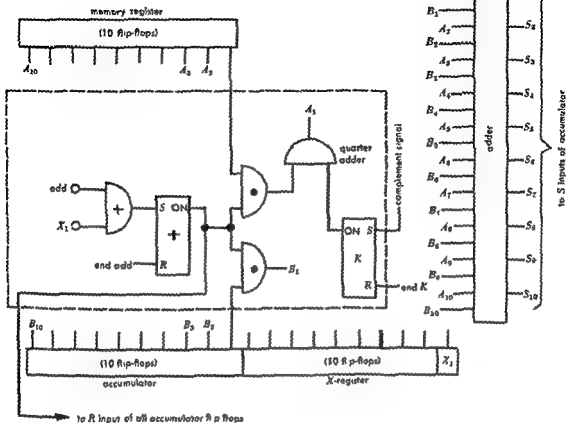 memory register
(10 flip-flops)
A10 A3 A2
A1
quarter
adder
complement signal
add
X1
+
S ON
+
end add
R
B1
ON S
K
R
end K
B10 B3 B2
(10 flip-flops)
X1
accumulator
X-register
to R input of all accumulator flip flops
B1
A2
B2
A3
B3
A4
B4
A5
B5
A6
B6
A7
B7
A8
B8
A9
B9
A10
B10
adder
S2
S3
S4
S5
S6
S7
S8
S9
S10
to S inputs of accumulator